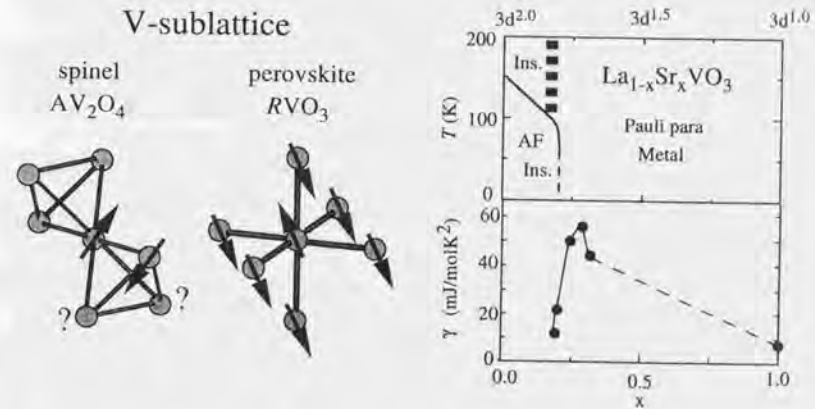 V-sublattice
spinel
AV₂O₄
perovskite
RVO₃
?
?
3d²·⁰
3d¹·⁵
3d¹·⁰
200
100
0
T (K)
Ins.
La₁₋ₓSrₓVO₃
Pauli para
Metal
AF
Ins.
60
40
20
0
γ (mJ/molK²)
0
0.5
1.0
x